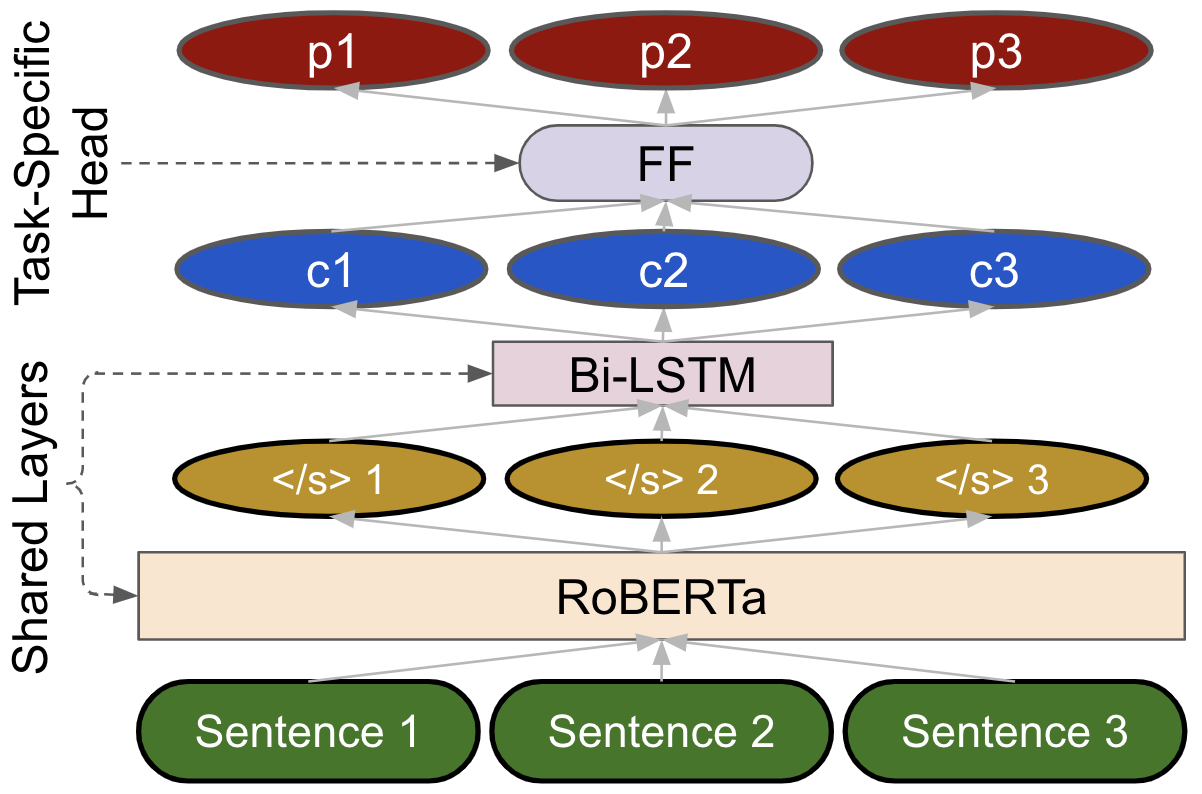 Task-Specific
Head
p1 p2 p3
FF
c1 c2 c3
Shared Layers
Bi-LSTM
</s> 1 </s> 2 </s> 3
RoBERTa
Sentence 1 Sentence 2 Sentence 3